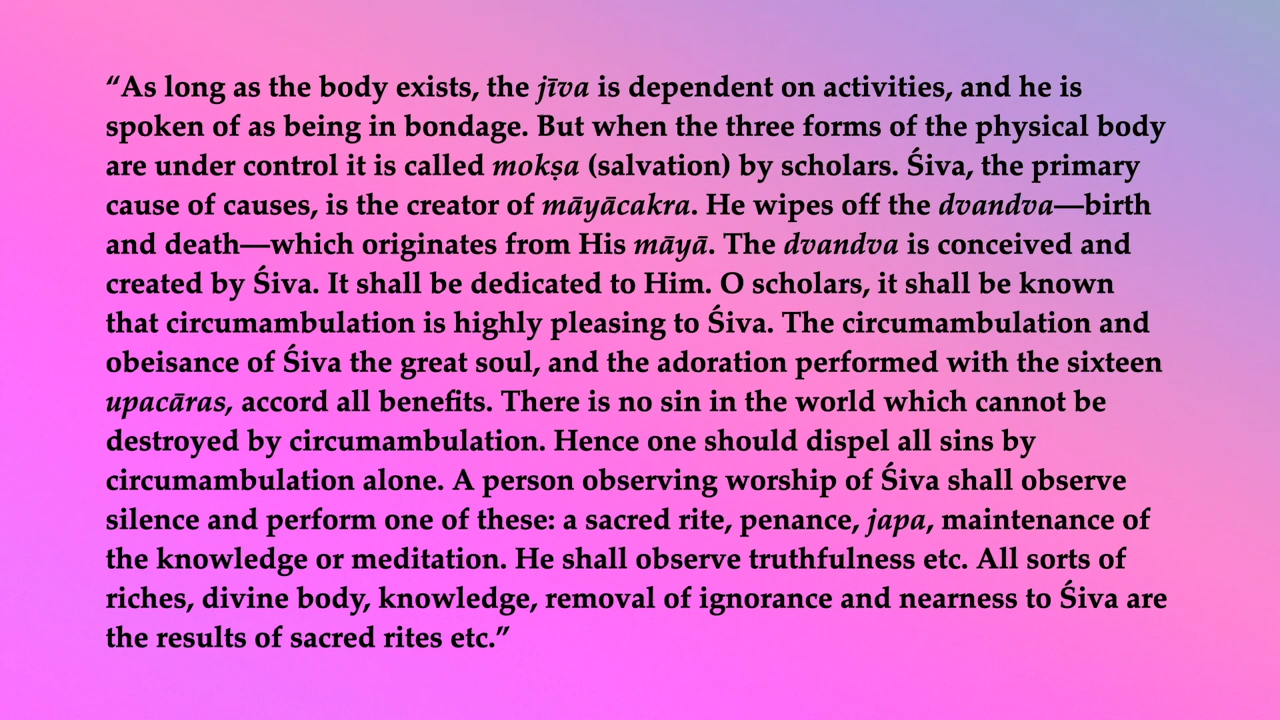 “As long as the body exists, the jīva is dependent on activities, and he is
spoken of as being in bondage. But when the three forms of the physical body
are under control it is called mokṣa (salvation) by scholars. Śiva, the primary
cause of causes, is the creator of māyācakra. He wipes off the dvandva—birth
and death—which originates from His māyā. The dvandva is conceived and
created by Śiva. It shall be dedicated to Him. O scholars, it shall be known
that circumambulation is highly pleasing to Śiva. The circumambulation and
obeisance of Śiva the great soul, and the adoration performed with the sixteen
upacāras, accord all benefits. There is no sin in the world which cannot be
destroyed by circumambulation. Hence one should dispel all sins by
circumambulation alone. A person observing worship of Śiva shall observe
silence and perform one of these: a sacred rite, penance, japa, maintenance of
the knowledge or meditation. He shall observe truthfulness etc. All sorts of
riches, divine body, knowledge, removal of ignorance and nearness to Śiva are
the results of sacred rites etc.”